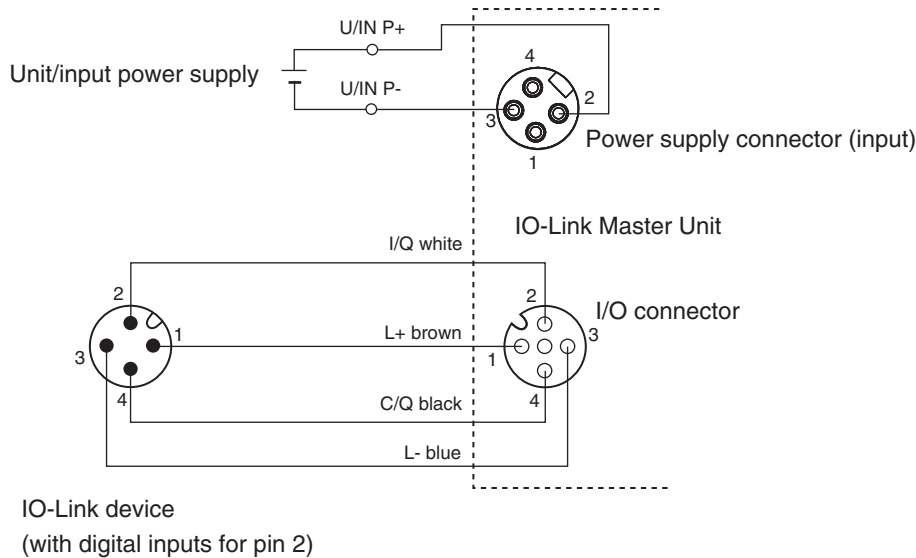 U/IN P+
Unit/input power supply
U/IN P-
4
2
3
1
Power supply connector (input)
IO-Link Master Unit
I/Q white
2
2
I/O connector
1
L+ brown
3
3
1
4
4
C/Q black
L- blue
IO-Link device
(with digital inputs for pin 2)